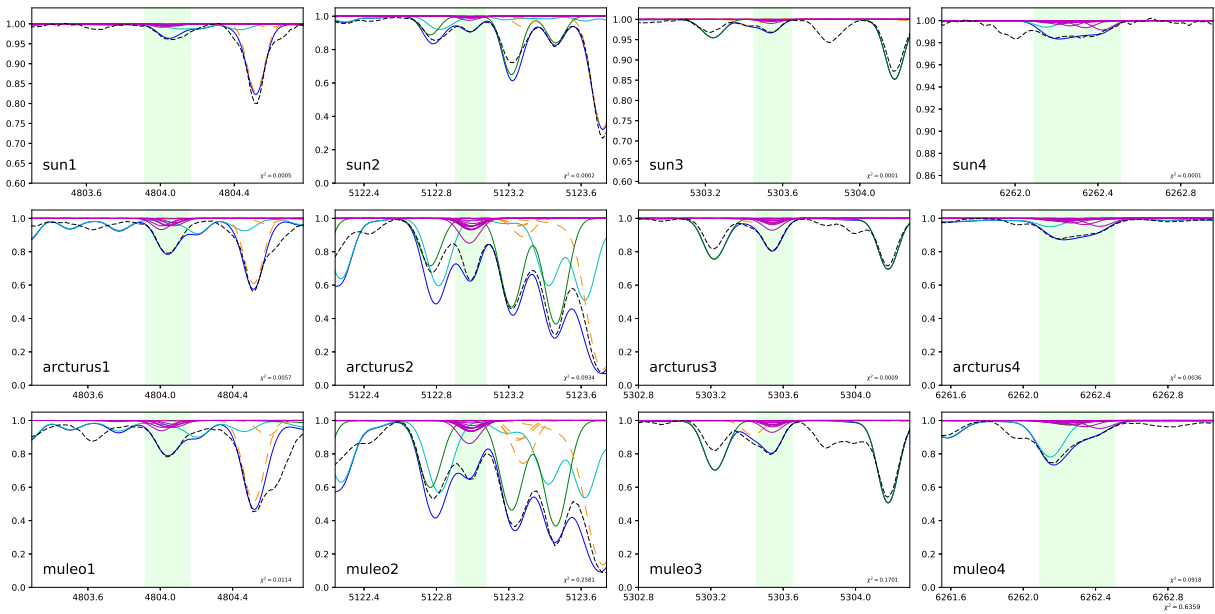 1.00
0.95
0.90
0.85
0.80
0.75
0.70
0.65
0.60
sun1
χ² = 0.0005
4803.6 4804.0 4804.4
1.0
0.8
0.6
0.4
0.2
0.0
sun2
χ² = 0.0002
5122.4 5122.8 5123.2 5123.6
1.00
0.95
0.90
0.85
0.80
0.75
0.70
0.65
0.60
sun3
χ² = 0.0001
5303.2 5303.6 5304.0
1.00
0.98
0.96
0.94
0.92
0.90
0.88
0.86
sun4
χ² = 0.0001
6262.0 6262.4 6262.8
1.0
0.8
0.6
0.4
0.2
0.0
arcturus1
χ² = 0.0057
4803.6 4804.0 4804.4
1.0
0.8
0.6
0.4
0.2
0.0
arcturus2
χ² = 0.0934
5122.4 5122.8 5123.2 5123.6
1.0
0.8
0.6
0.4
0.2
0.0
arcturus3
χ² = 0.0009
5302.8 5303.2 5303.6 5304.0
1.0
0.8
0.6
0.4
0.2
0.0
arcturus4
χ² = 0.0036
6261.6 6262.0 6262.4 6262.8
1.0
0.8
0.6
0.4
0.2
0.0
muleo1
χ² = 0.0114
4803.6 4804.0 4804.4
1.0
0.8
0.6
0.4
0.2
0.0
muleo2
χ² = 0.2581
5122.4 5122.8 5123.2 5123.6
1.0
0.8
0.6
0.4
0.2
0.0
muleo3
χ² = 0.1701
5302.8 5303.2 5303.6 5304.0
1.0
0.8
0.6
0.4
0.2
0.0
muleo4
χ² = 0.0918
6261.6 6262.0 6262.4 6262.8
χ² = 0.6359